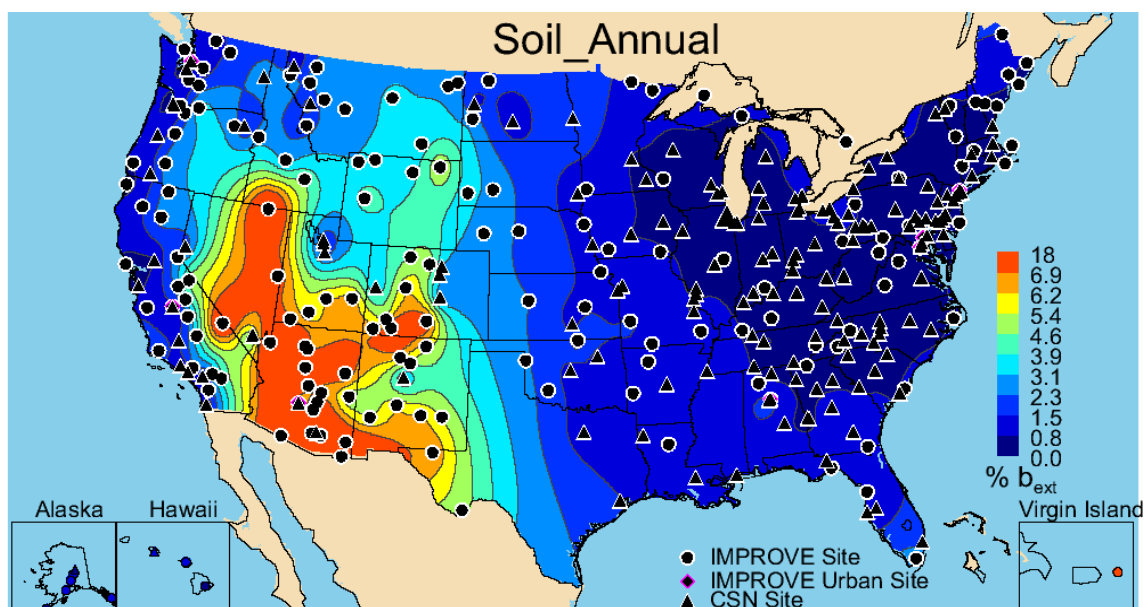 Soil_Annual
18
6.9
6.2
5.4
4.6
3.9
3.1
2.3
1.5
0.8
0.0
% bext
Alaska
Hawaii
Virgin Island
IMPROVE Site
IMPROVE Urban Site
CSN Site